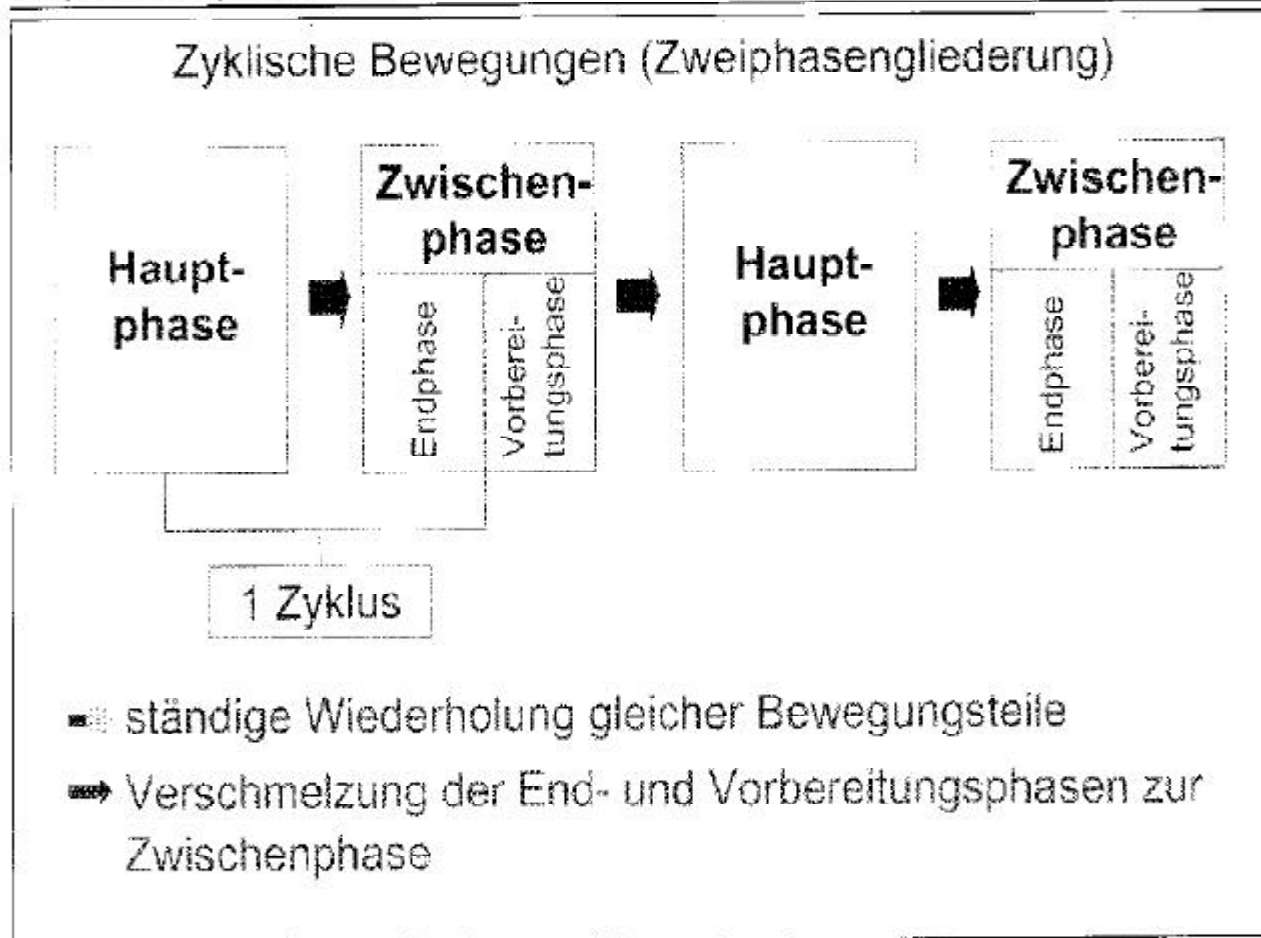 Zyklische Bewegungen (Zweiphasengliederung)
Haupt-
phase
Zwischen-
phase
Endphase
Vorberei-
tungsphase
Haupt-
phase
Zwischen-
phase
Endphase
Vorberei-
tungsphase
1 Zyklus
ständige Wiederholung gleicher Bewegungsteile
Verschmelzung der End- und Vorbereitungsphasen zur
Zwischenphase